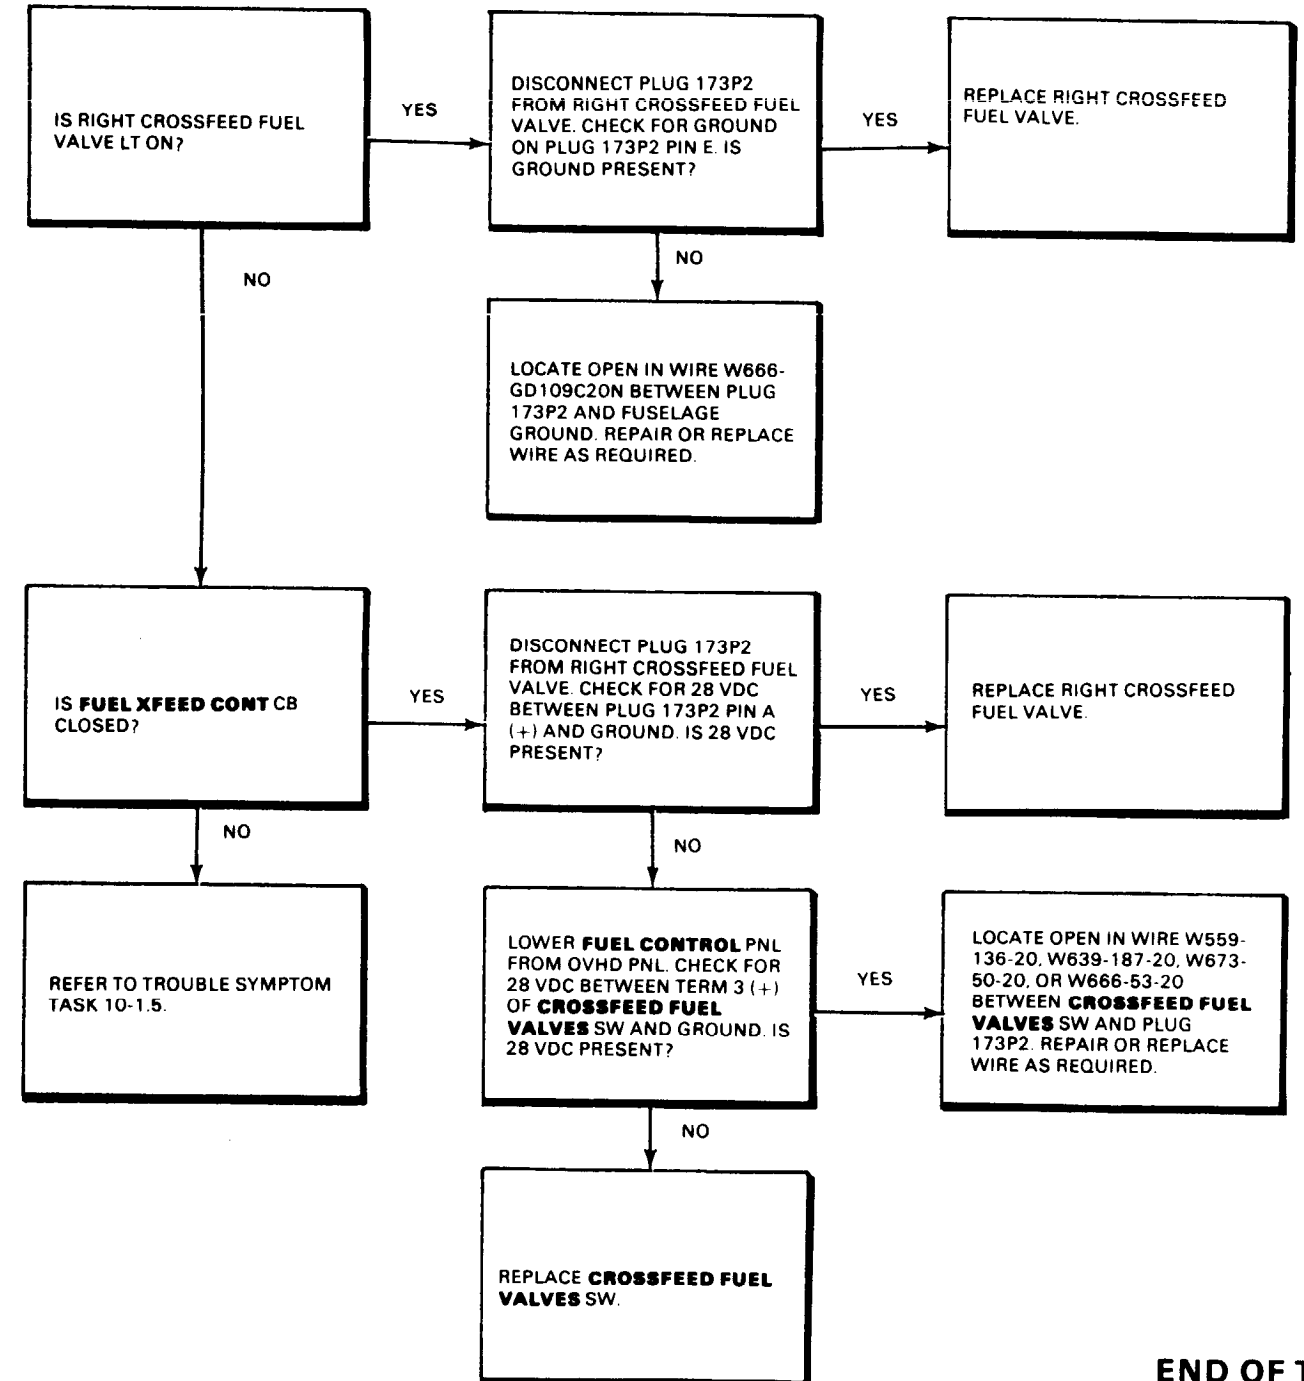 IS RIGHT CROSSFEED FUEL
VALVE LT ON?
YES
DISCONNECT PLUG 173P2
FROM RIGHT CROSSFEED FUEL
VALVE. CHECK FOR GROUND
ON PLUG 173P2 PIN E. IS
GROUND PRESENT?
YES
REPLACE RIGHT CROSSFEED
FUEL VALVE.
NO
NO
LOCATE OPEN IN WIRE W666-
GD109C20N BETWEEN PLUG
173P2 AND FUSELAGE
GROUND. REPAIR OR REPLACE
WIRE AS REQUIRED.
IS FUEL XFEED CONT CB
CLOSED?
YES
DISCONNECT PLUG 173P2
FROM RIGHT CROSSFEED FUEL
VALVE. CHECK FOR 28 VDC
BETWEEN PLUG 173P2 PIN A
(+) AND GROUND. IS 28 VDC
PRESENT?
YES
REPLACE RIGHT CROSSFEED
FUEL VALVE.
NO
NO
REFER TO TROUBLE SYMPTOM
TASK 10-1.5.
LOWER FUEL CONTROL PNL
FROM OVHD PNL. CHECK FOR
28 VDC BETWEEN TERM 3 (+)
OF CROSSFEED FUEL
VALVES SW AND GROUND. IS
28 VDC PRESENT?
YES
LOCATE OPEN IN WIRE W559-
136-20, W639-187-20, W673-
50-20, OR W666-53-20
BETWEEN CROSSFEED FUEL
VALVES SW AND PLUG
173P2. REPAIR OR REPLACE
WIRE AS REQUIRED.
NO
REPLACE CROSSFEED FUEL
VALVES SW.
END OF T